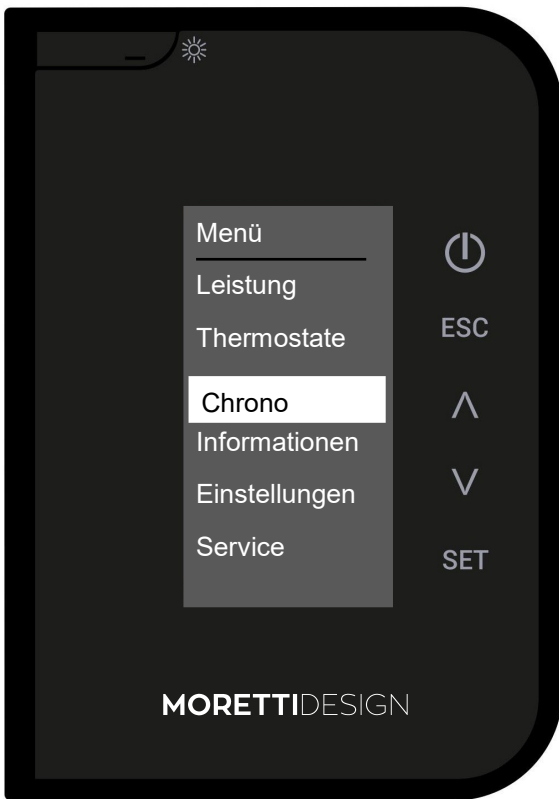 Menü
Leistung
Thermostate
Chrono
Informationen
Einstellungen
Service
ESC
SET
MORETTIDESIGN